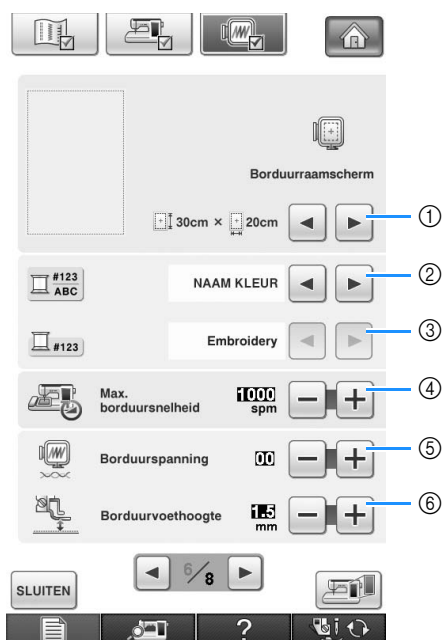 Borduurraamscherm
30cm × 20cm
①
#123
ABC
NAAM KLEUR
②
#123
Embroidery
③
Max.
borduursnelheid
1000
spm
④
Borduurspanning
00
⑤
Borduurvoethoogte
1.5
mm
⑥
SLUITEN
6/8
?